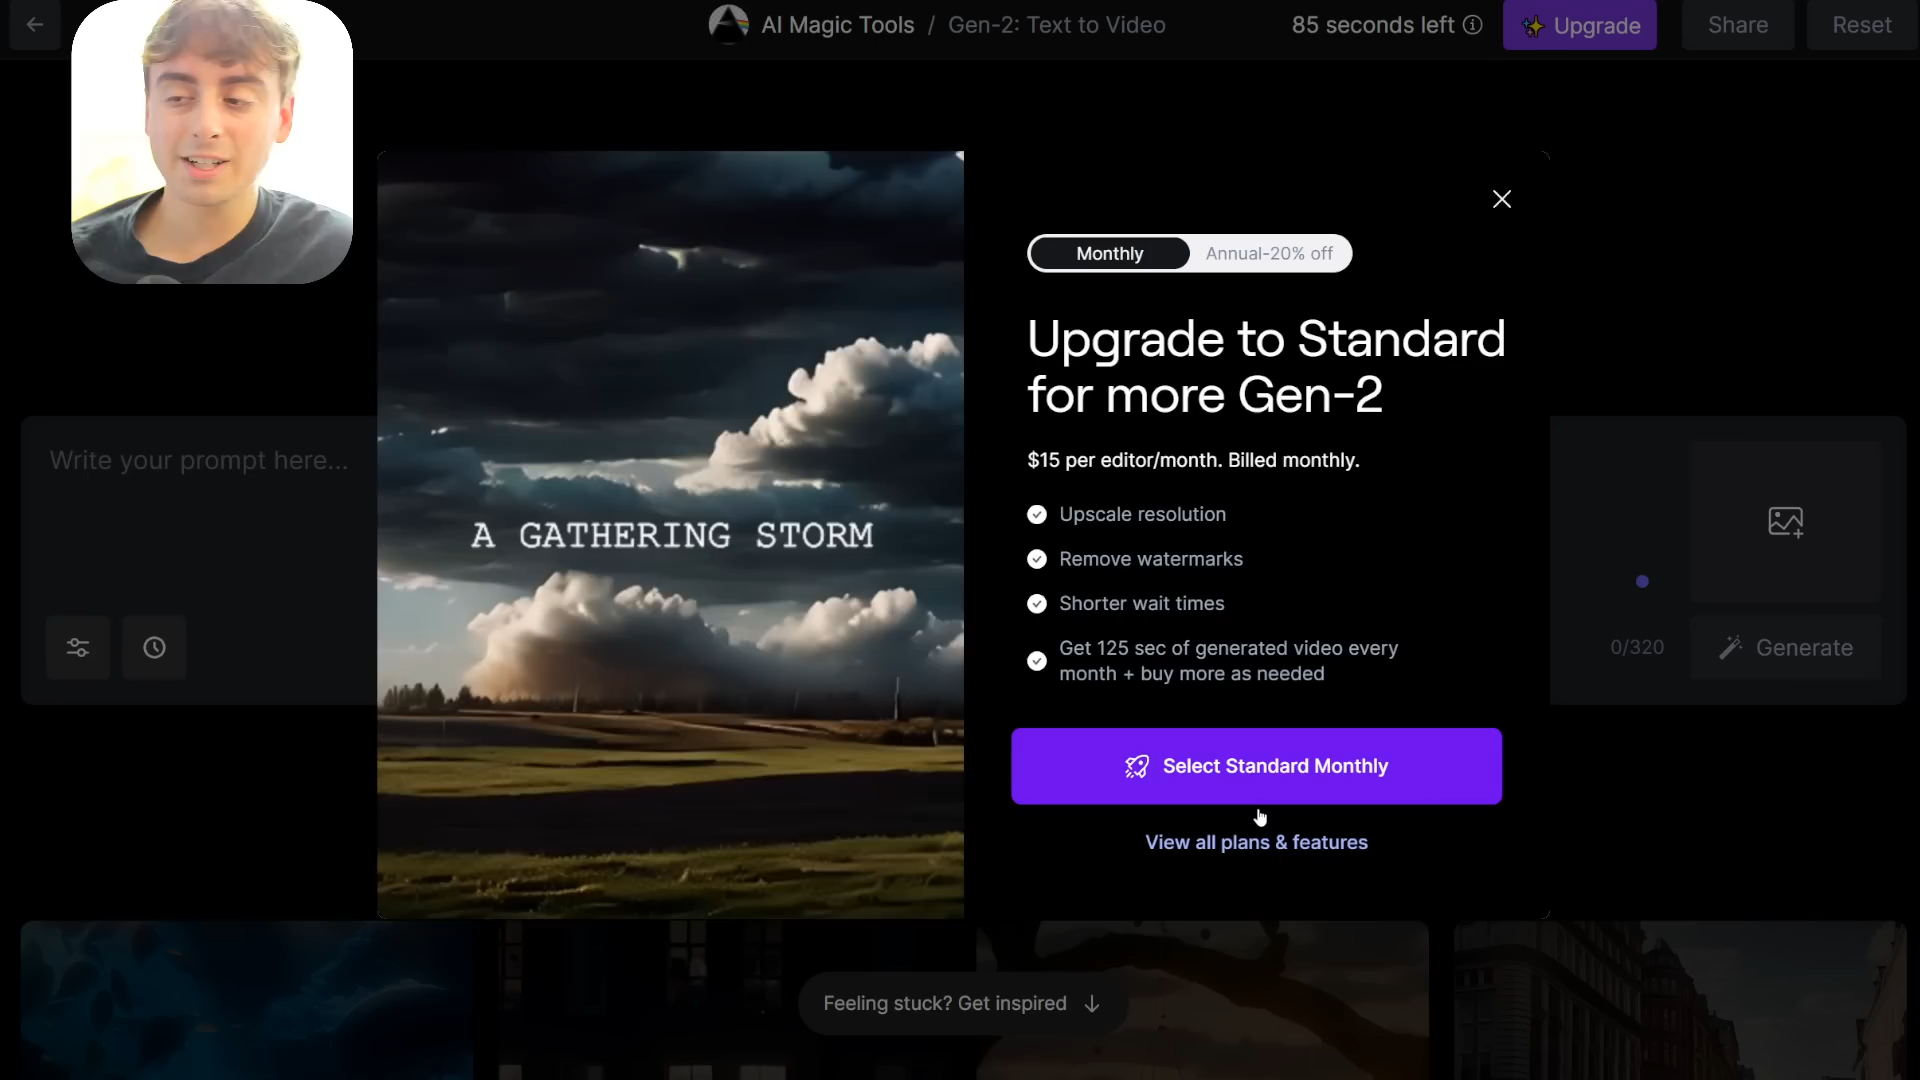 AI Magic Tools / Gen-2: Text to Video
85 seconds left
Upgrade
Share
Reset
Monthly
Annual-20% off
Upgrade to Standard
for more Gen-2
$15 per editor/month. Billed monthly.
Upscale resolution
Remove watermarks
Shorter wait times
Get 125 sec of generated video every
month + buy more as needed
Select Standard Monthly
View all plans & features
A GATHERING STORM
Write your prompt here...
0/320
Generate
Feeling stuck? Get inspired